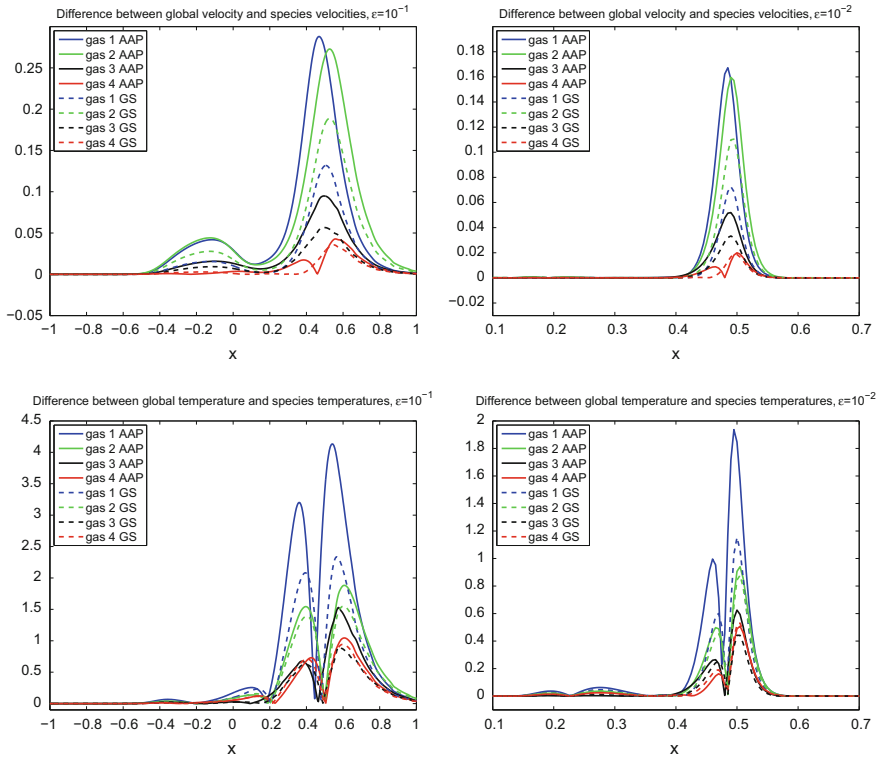 Difference between global velocity and species velocities, ε=10⁻¹
gas 1 AAP
gas 2 AAP
gas 3 AAP
gas 4 AAP
gas 1 GS
gas 2 GS
gas 3 GS
gas 4 GS
0.25
0.2
0.15
0.1
0.05
0
−0.05
−1 −0.8 −0.6 −0.4 −0.2 0 0.2 0.4 0.6 0.8 1
x
Difference between global velocity and species velocities, ε=10⁻²
gas 1 AAP
gas 2 AAP
gas 3 AAP
gas 4 AAP
gas 1 GS
gas 2 GS
gas 3 GS
gas 4 GS
0.18
0.16
0.14
0.12
0.1
0.08
0.06
0.04
0.02
0
−0.02
0.1 0.2 0.3 0.4 0.5 0.6 0.7
x
Difference between global temperature and species temperatures, ε=10⁻¹
gas 1 AAP
gas 2 AAP
gas 3 AAP
gas 4 AAP
gas 1 GS
gas 2 GS
gas 3 GS
gas 4 GS
4.5
4
3.5
3
2.5
2
1.5
1
0.5
0
−1 −0.8 −0.6 −0.4 −0.2 0 0.2 0.4 0.6 0.8 1
x
Difference between global temperature and species temperatures, ε=10⁻²
gas 1 AAP
gas 2 AAP
gas 3 AAP
gas 4 AAP
gas 1 GS
gas 2 GS
gas 3 GS
gas 4 GS
2
1.8
1.6
1.4
1.2
1
0.8
0.6
0.4
0.2
0
0.1 0.2 0.3 0.4 0.5 0.6 0.7
x